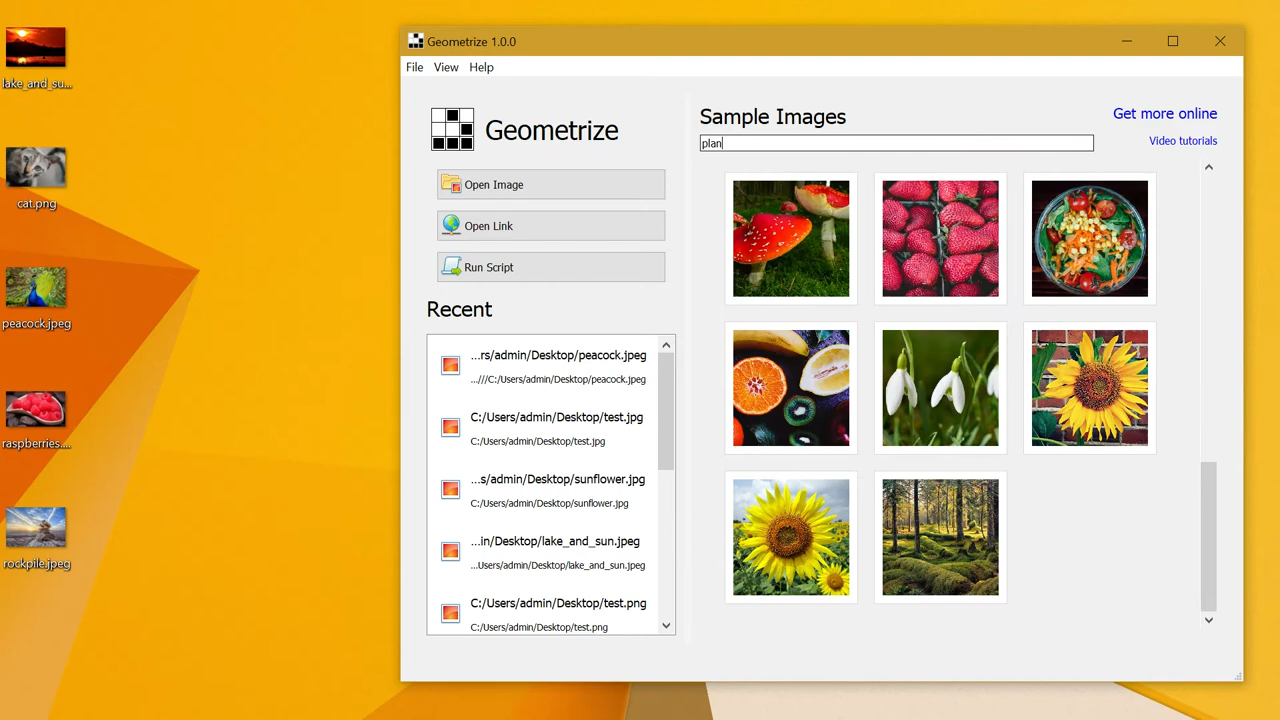 lake_and_su...
cat.png
peacock.jpeg
raspberries....
rockpile.jpeg
Geometrize 1.0.0
File View Help
Geometrize
Open Image
Open Link
Run Script
Recent
...rs/admin/Desktop/peacock.jpeg
...///C:/Users/admin/Desktop/peacock.jpeg
C:/Users/admin/Desktop/test.jpg
C:/Users/admin/Desktop/test.jpg
...s/admin/Desktop/sunflower.jpg
C:/Users/admin/Desktop/sunflower.jpg
...in/Desktop/lake_and_sun.jpeg
...Users/admin/Desktop/lake_and_sun.jpeg
C:/Users/admin/Desktop/test.png
C:/Users/admin/Desktop/test.png
Sample Images
Get more online
plan
Video tutorials